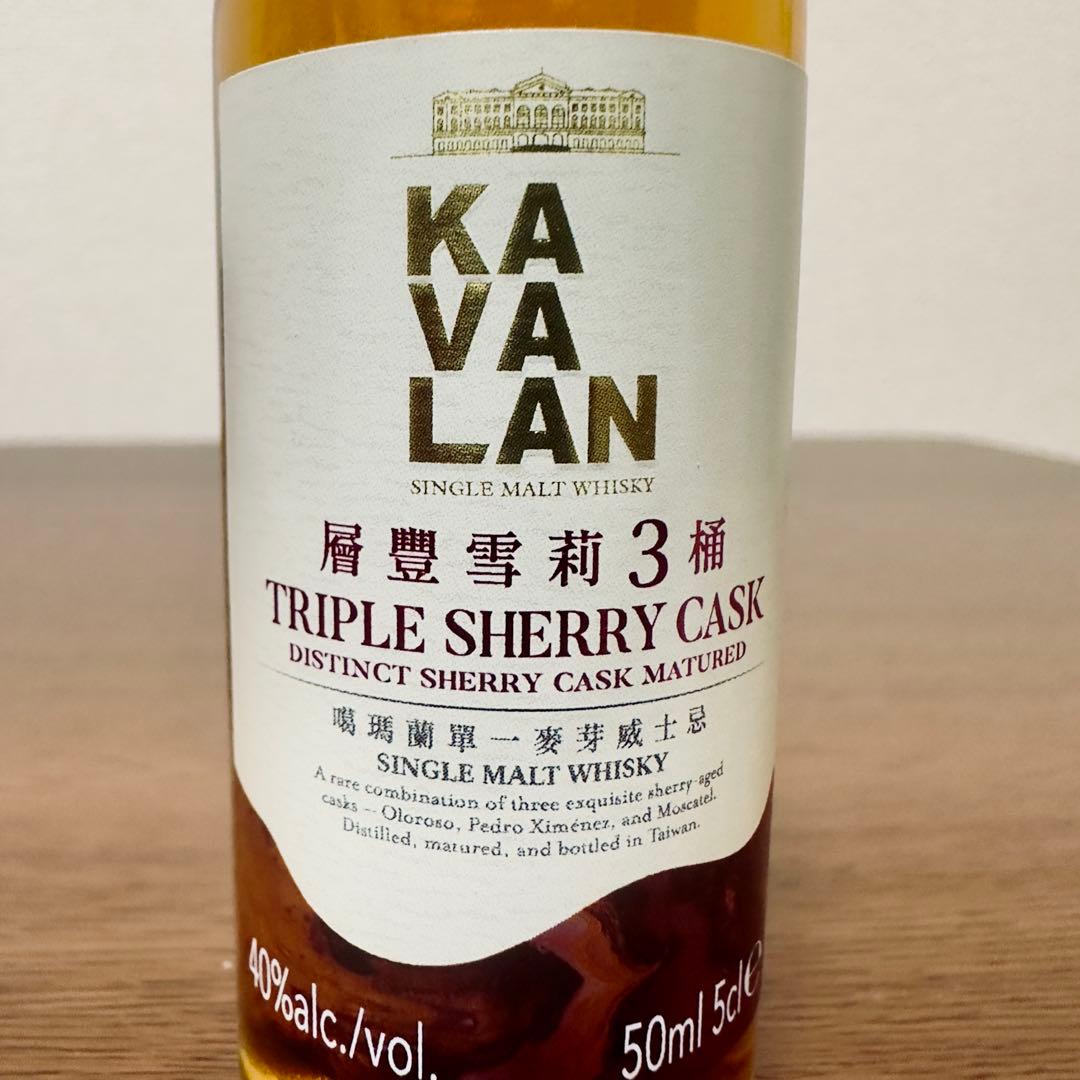 KA
VA
LAN
SINGLE MALT WHISKY
層豐雪莉3桶
TRIPLE SHERRY CASK
DISTINCT SHERRY CASK MATURED
噶瑪蘭單一麥芽威士忌
SINGLE MALT WHISKY
A rare combination of three exquisite sherry-aged
casks – Oloroso, Pedro Ximénez, and Moscatel.
Distilled, matured, and bottled in Taiwan.
40%alc./vol.
50ml 5cl℮